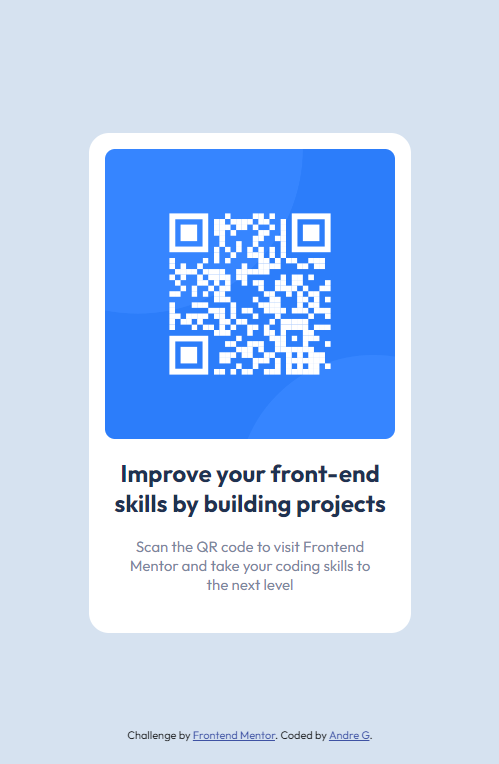 Improve your front-end
skills by building projects
Scan the QR code to visit Frontend
Mentor and take your coding skills to
the next level
Challenge by Frontend Mentor. Coded by Andre G.